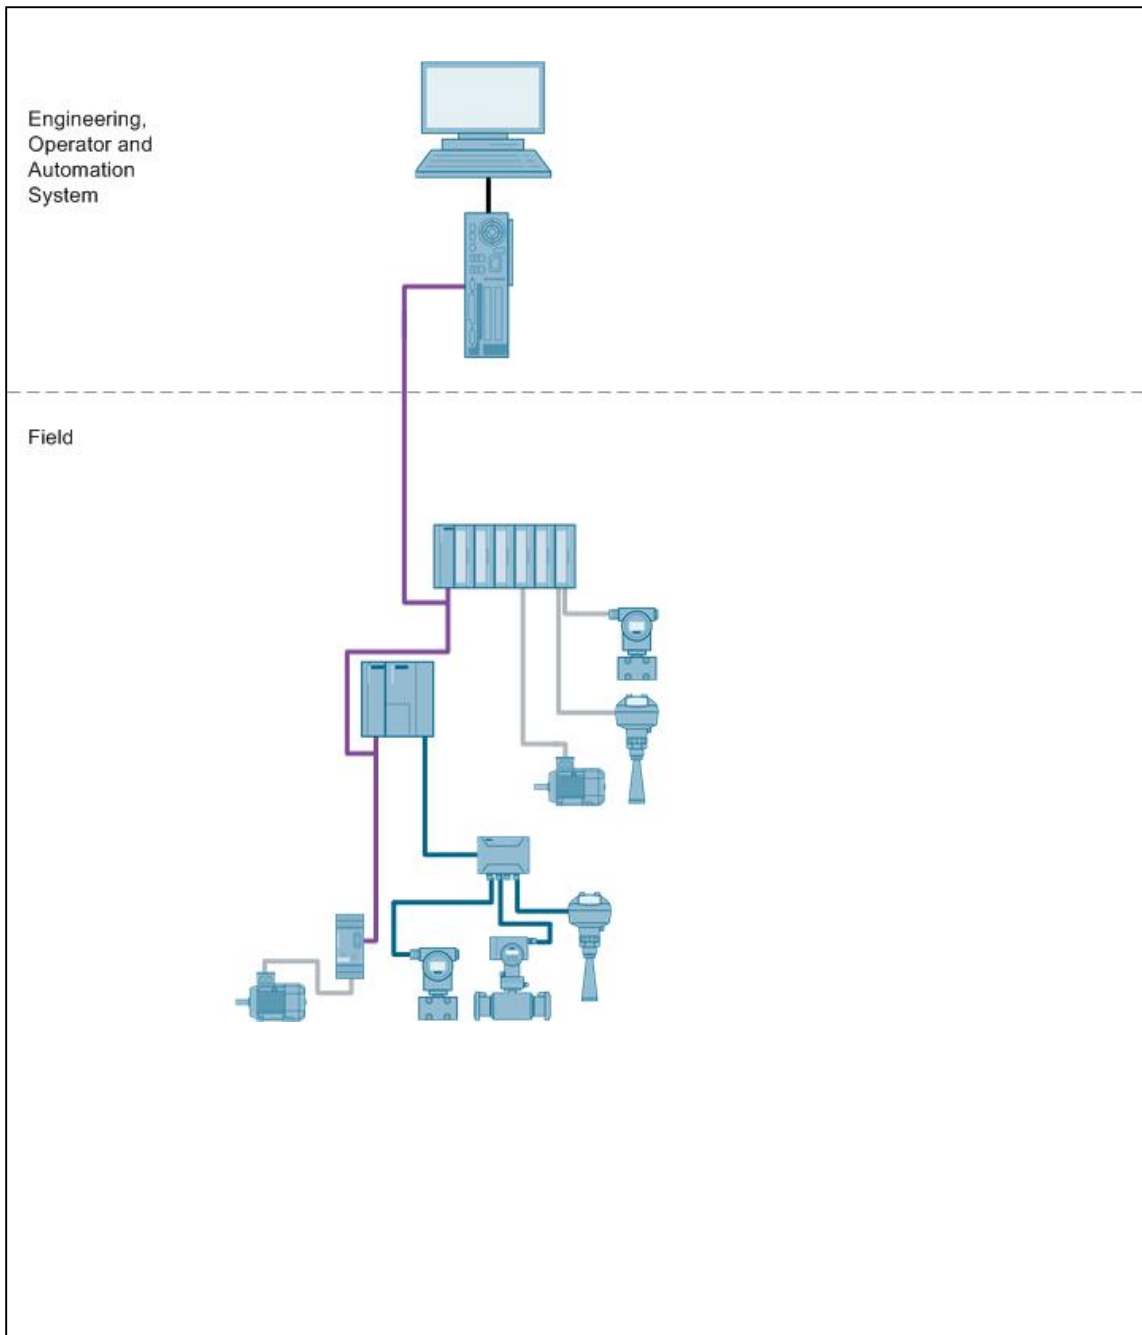 Engineering,
Operator and
Automation
System
Field